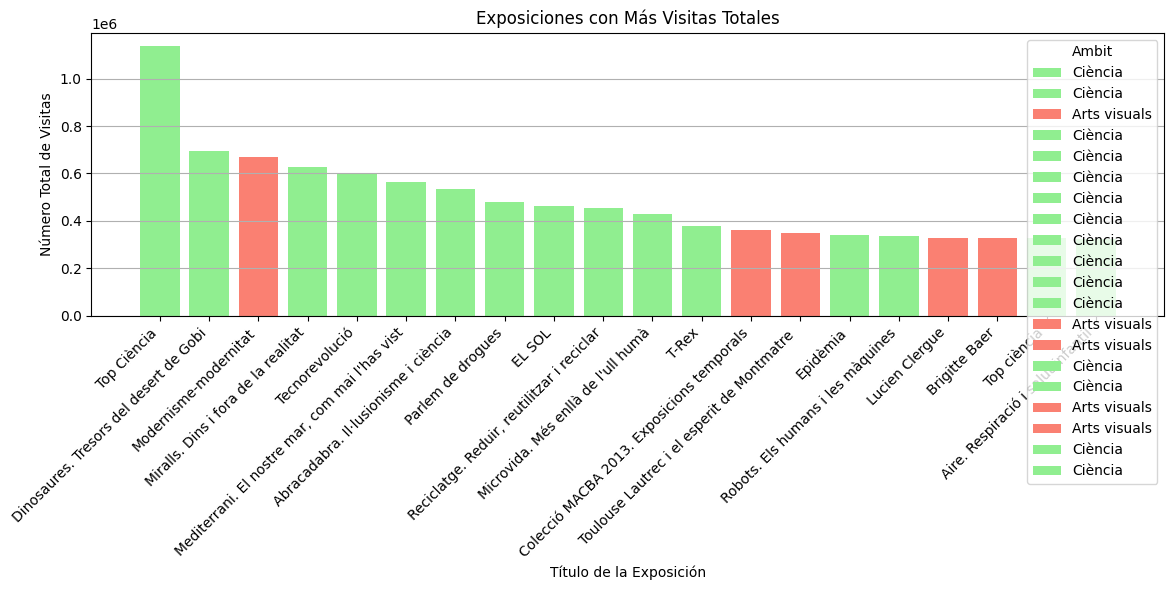 Exposiciones con Más Visitas Totales
1e6
Número Total de Visitas
1.0
0.8
0.6
0.4
0.2
0.0
Top Ciència
Dinosaures. Tresors del desert de Gobi
Modernisme-modernitat
Miralls. Dins i fora de la realitat
Tecnorevolució
Mediterrani. El nostre mar, com mai l'has vist
Abracadabra. Il·lusionisme i ciència
Parlem de drogues
EL SOL
Reciclatge. Reduir, reutilitzar i reciclar
Microvida. Més enllà de l'ull humà
T-Rex
Colecció MACBA 2013. Exposicions temporals
Toulouse Lautrec i el esperit de Montmatre
Epidèmia
Robots. Els humans i les màquines
Lucien Clergue
Brigitte Baer
Top ciència
Aire. Respiració i salut infantil
Título de la Exposición
Ambit
Ciència
Ciència
Arts visuals
Ciència
Ciència
Ciència
Ciència
Ciència
Ciència
Ciència
Ciència
Ciència
Arts visuals
Arts visuals
Ciència
Ciència
Arts visuals
Arts visuals
Ciència
Ciència